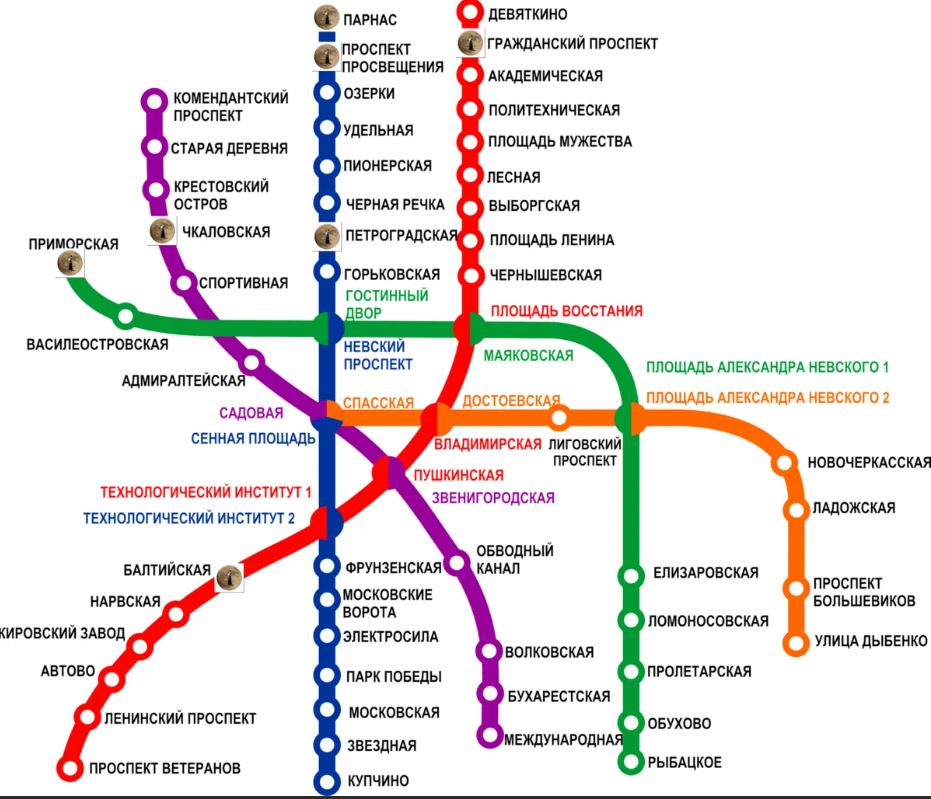 ПАРНАС
ПРОСПЕКТ
ПРОСВЕЩЕНИЯ
ОЗЕРКИ
УДЕЛЬНАЯ
ПИОНЕРСКАЯ
ЧЕРНАЯ РЕЧКА
ПЕТРОГРАДСКАЯ
ГОРЬКОВСКАЯ
ГОСТИННЫЙ
ДВОР
НЕВСКИЙ
ПРОСПЕКТ
ДЕВЯТКИНО
ГРАЖДАНСКИЙ ПРОСПЕКТ
АКАДЕМИЧЕСКАЯ
ПОЛИТЕХНИЧЕСКАЯ
ПЛОЩАДЬ МУЖЕСТВА
ЛЕСНАЯ
ВЫБОРГСКАЯ
ПЛОЩАДЬ ЛЕНИНА
ЧЕРНЫШЕВСКАЯ
ПЛОЩАДЬ ВОССТАНИЯ
МАЯКОВСКАЯ
КОМЕНДАНТСКИЙ
ПРОСПЕКТ
СТАРАЯ ДЕРЕВНЯ
КРЕСТОВСКИЙ
ОСТРОВ
ЧКАЛОВСКАЯ
СПОРТИВНАЯ
ПРИМОРСКАЯ
ВАСИЛЕОСТРОВСКАЯ
АДМИРАЛТЕЙСКАЯ
САДОВАЯ
СЕННАЯ ПЛОЩАДЬ
СПАССКАЯ
ДОСТОЕВСКАЯ
ВЛАДИМИРСКАЯ
ЛИГОВСКИЙ
ПРОСПЕКТ
ПЛОЩАДЬ АЛЕКСАНДРА НЕВСКОГО 1
ПЛОЩАДЬ АЛЕКСАНДРА НЕВСКОГО 2
НОВОЧЕРКАССКАЯ
ЛАДОЖСКАЯ
ПРОСПЕКТ
БОЛЬШЕВИКОВ
УЛИЦА ДЫБЕНКО
ПУШКИНСКАЯ
ЗВЕНИГОРОДСКАЯ
ТЕХНОЛОГИЧЕСКИЙ ИНСТИТУТ 1
ТЕХНОЛОГИЧЕСКИЙ ИНСТИТУТ 2
БАЛТИЙСКАЯ
НАРВСКАЯ
КИРОВСКИЙ ЗАВОД
АВТОВО
ЛЕНИНСКИЙ ПРОСПЕКТ
ПРОСПЕКТ ВЕТЕРАНОВ
ФРУНЗЕНСКАЯ
МОСКОВСКИЕ
ВОРОТА
ЭЛЕКТРОСИЛА
ПАРК ПОБЕДЫ
МОСКОВСКАЯ
ЗВЕЗДНАЯ
КУПЧИНО
ОБВОДНЫЙ
КАНАЛ
ВОЛКОВСКАЯ
БУХАРЕСТСКАЯ
МЕЖДУНАРОДНАЯ
ЕЛИЗАРОВСКАЯ
ЛОМОНОСОВСКАЯ
ПРОЛЕТАРСКАЯ
ОБУХОВО
РЫБАЦКОЕ